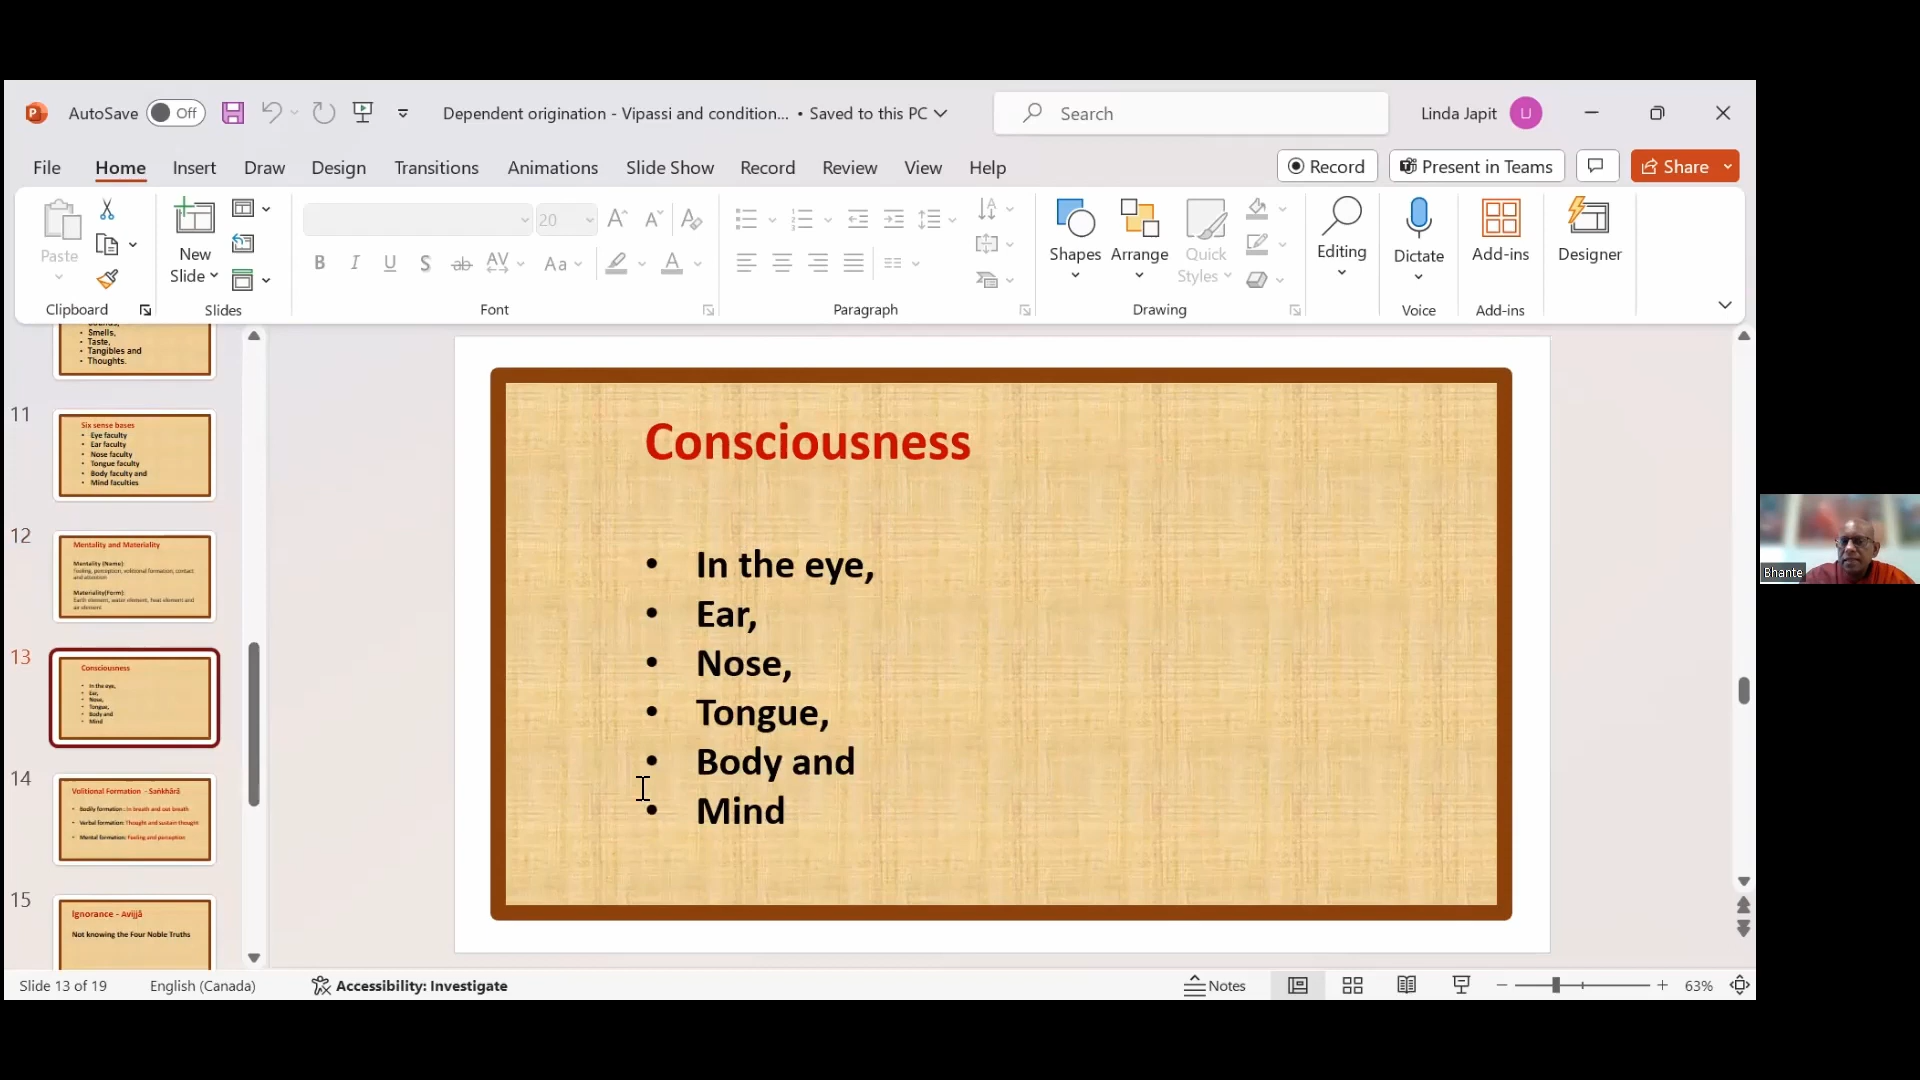 AutoSave Off Dependent origination - Vipassi and condition... • Saved to this PC Search Linda Japit U
File Home Insert Draw Design Transitions Animations Slide Show Record Review View Help Record Present in Teams Share
Paste New Slide 20 Shapes Arrange Quick Styles Editing Dictate Add-ins Designer
Clipboard Slides Font Paragraph Drawing Voice Add-ins
• Smells,
• Taste,
• Tangibles and
• Thoughts.
11
Six sense bases
• Eye faculty
• Ear faculty
• Nose faculty
• Tongue faculty
• Body faculty and
• Mind faculties
12
Mentality and Materiality
Mentality (Name):
Feeling, perception, volitional formation, contact
and attention
Materiality(Form):
Earth element, water element, heat element and
air element
13
Consciousness
• In the eye,
• Ear,
• Nose,
• Tongue,
• Body and
• Mind
14
Volitional Formation - Saṅkhārā
• Bodily formation: In breath and out breath
• Verbal formation: Thought and sustain thought
• Mental formation: Feeling and perception
15
Ignorance - Avijjā
Not knowing the Four Noble Truths
Consciousness
• In the eye,
• Ear,
• Nose,
• Tongue,
• Body and
• Mind
Bhante
Slide 13 of 19 English (Canada) Accessibility: Investigate Notes 63%